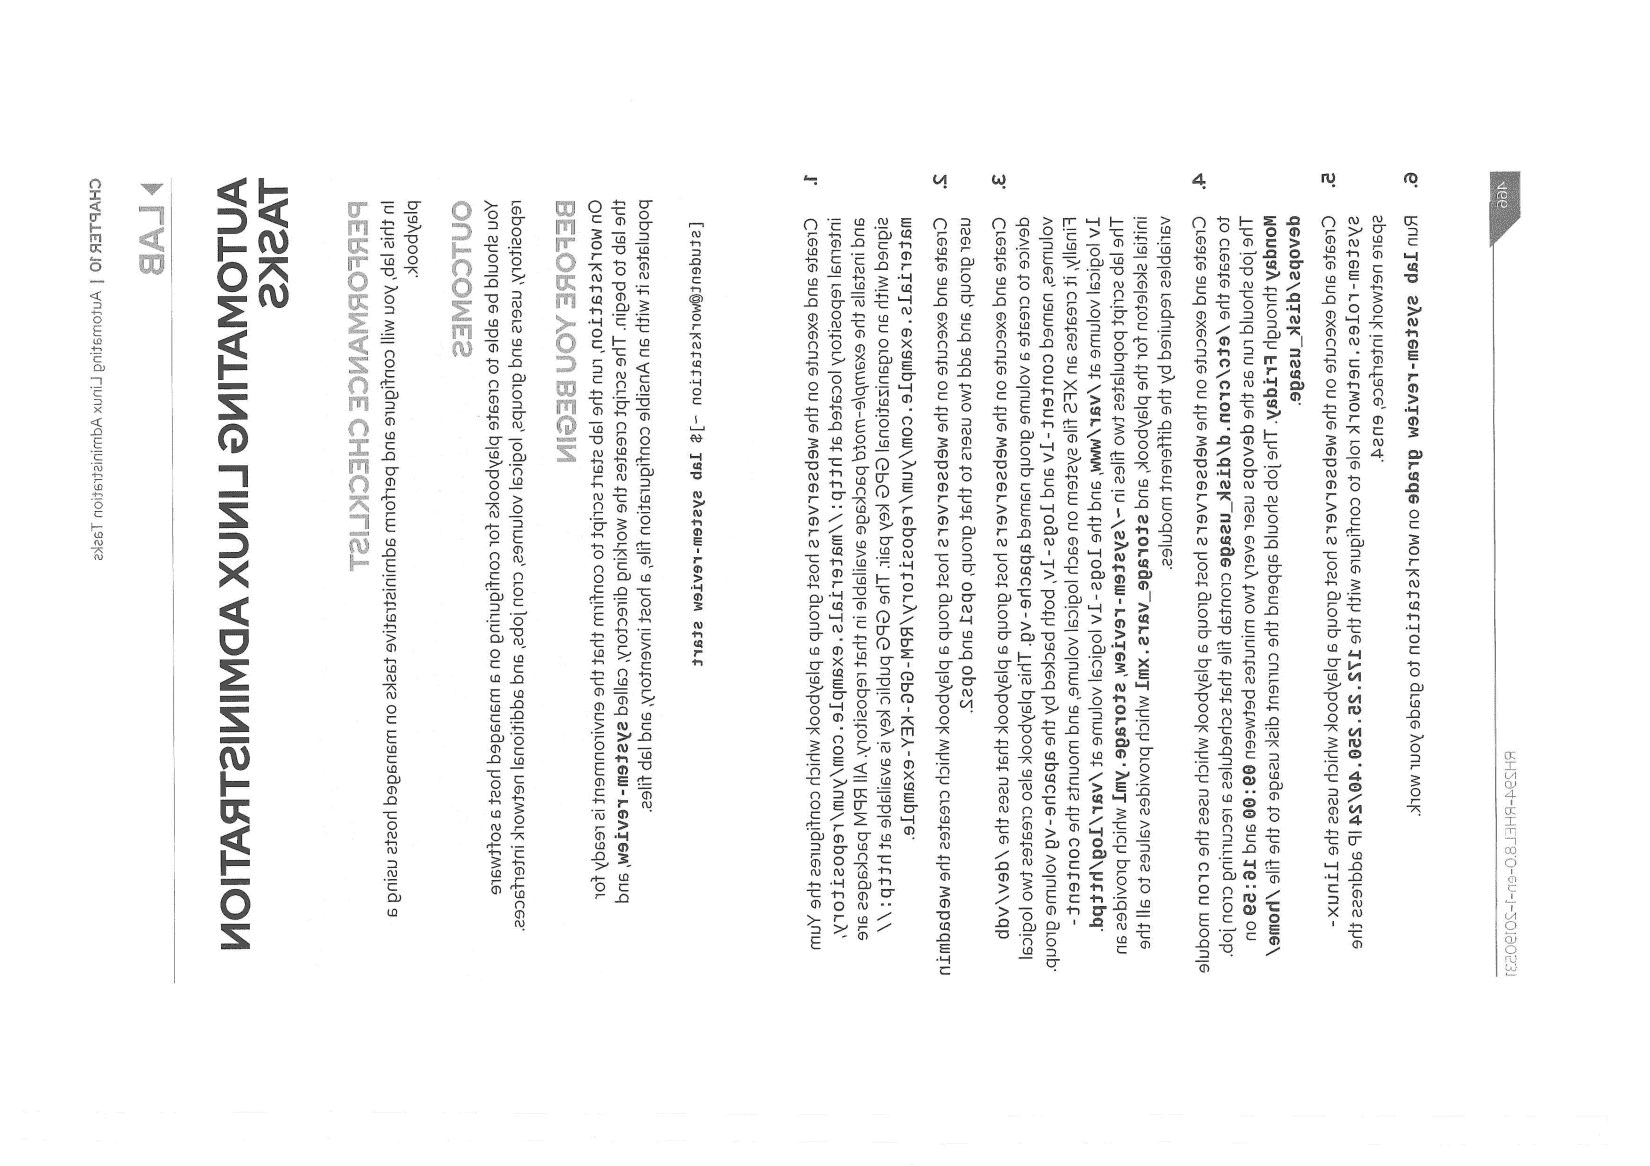 CHAPTER 10 | Automating Linux Administration Tasks
LAB
AUTOMATING LINUX ADMINISTRATION
TASKS
PERFORMANCE CHECKLIST
In this lab, you will configure and perform administrative tasks on managed hosts using a
playbook.
OUTCOMES
You should be able to create playbooks for configuring on a managed host a software
repository, users and groups, logical volumes, cron jobs, and additional network interfaces.
BEFORE YOU BEGIN
On workstation, run the lab start script to confirm that the environment is ready for
the lab to begin. The script creates the working directory, called system-review, and
populates it with an Ansible configuration file, a host inventory, and lab files.
[student@workstation ~]$ lab system-review start
1. Create and execute on the webservers host group a playbook which configures the Yum
internal repository located at http://materials.example.com/yum/repository,
and installs the example-motd package available in that repository. All RPM packages are
signed with an organizational GPG key pair. The GPG public key is available at http://
materials.example.com/yum/repository/RPM-GPG-KEY-example.
2. Create and execute on the webservers host group a playbook which creates the webadmin
user group, and add two users to that group, ops1 and ops2.
3. Create and execute on the webservers host group a playbook that uses the /dev/vdb
device to create a volume group named apache-vg. This playbook also creates two logical
volumes, named content-lv and logs-lv, both backed by the apache-vg volume group.
Finally, it creates an XFS file system on each logical volume, and mounts the content-
lv logical volume at /var/www, and the logs-lv logical volume at /var/log/httpd.
The lab script populates two files in ~/system-review, storage.yml which provides an
initial skeleton for the playbook, and storage_vars.xml which provides values to all the
variables required by the different modules.
4. Create and execute on the webservers host group a playbook which uses the cron module
to create the /etc/cron.d/disk_usage crontab file that schedules a recurring cron job.
The job should run as the devops user every two minutes between 09:00 and 16:59 on
Monday through Friday. The job should append the current disk usage to the file /home/
devops/disk_usage.
5. Create and execute on the webservers host group a playbook which uses the linux-
system-roles.network role to configure with the 172.25.250.40/24 IP address the
spare network interface, ens4.
6. Run lab system-review grade on workstation to grade your work.
366
RH294-RHEL8.0-en-1-20190531